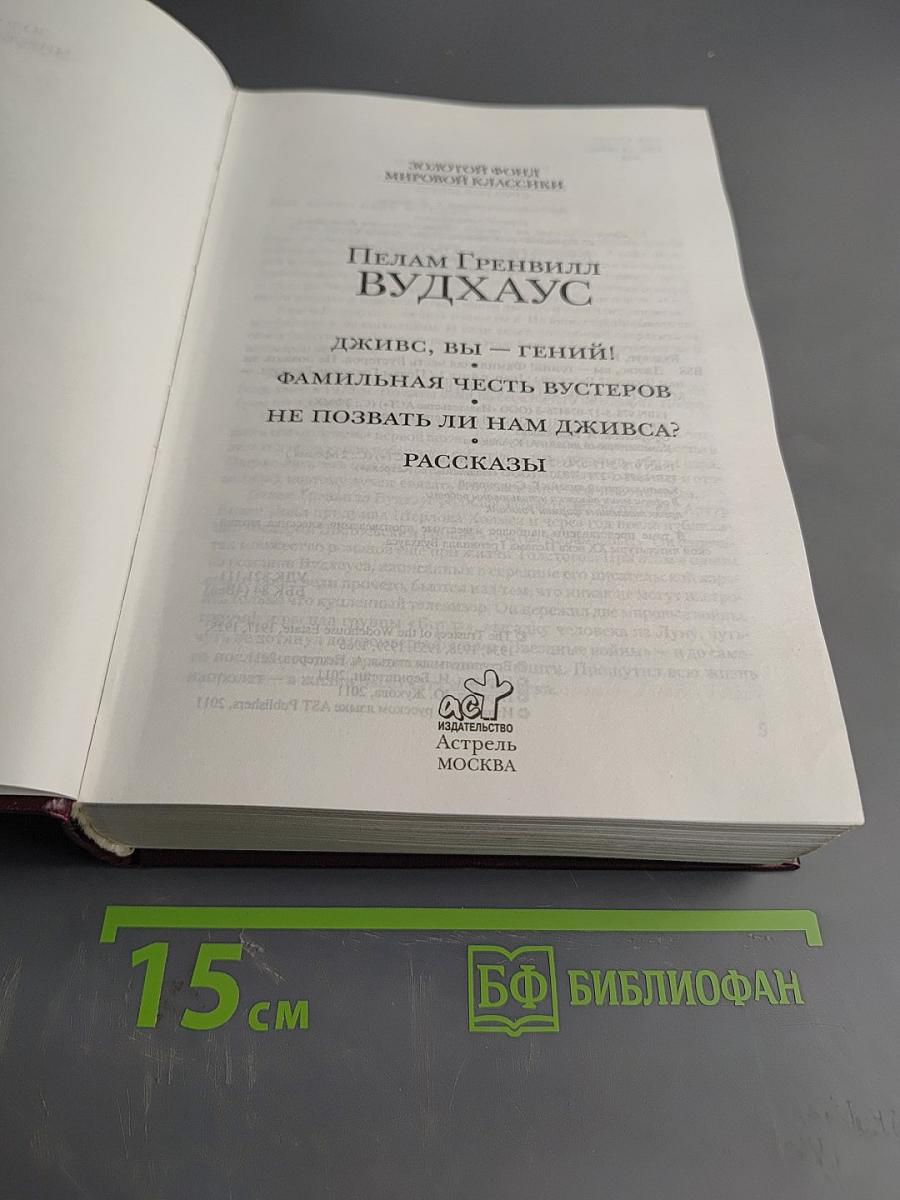 ЗОЛОТОЙ ФОНД
МИРОВОЙ КЛАССИКИ
ПЕЛАМ ГРЕНВИЛЛ
ВУДХАУС
ДЖИВС, ВЫ — ГЕНИЙ!
•
ФАМИЛЬНАЯ ЧЕСТЬ ВУСТЕРОВ
•
НЕ ПОЗВАТЬ ЛИ НАМ ДЖИВСА?
•
РАССКАЗЫ
аст
ИЗДАТЕЛЬСТВО
Астрель
МОСКВА
15 см
БФ БИБЛИОФАН